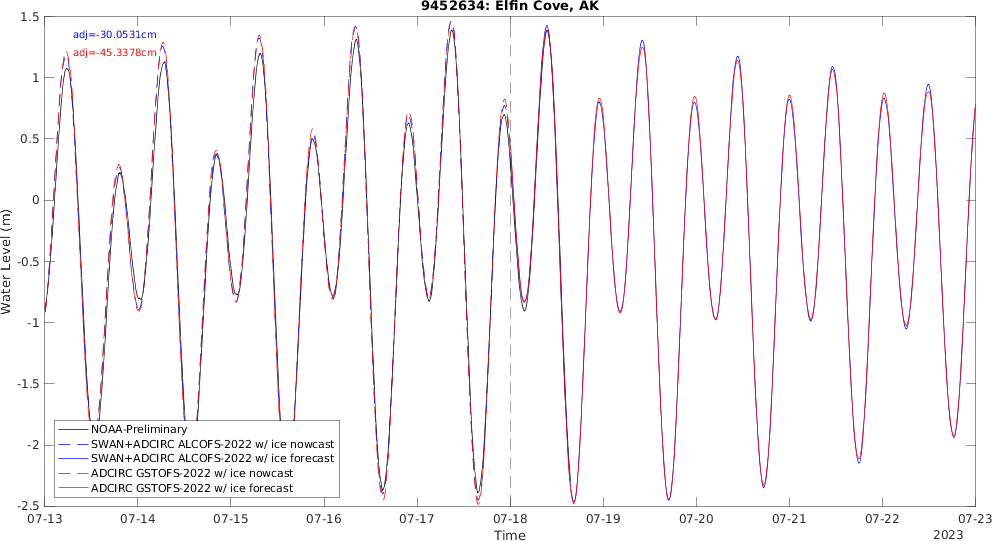 9452634: Elfin Cove, AK
adj=-30.0531cm
adj=-45.3378cm
Water Level (m)
1.5
1
0.5
0
-0.5
-1
-1.5
-2
-2.5
NOAA-Preliminary
SWAN+ADCIRC ALCOFS-2022 w/ ice nowcast
SWAN+ADCIRC ALCOFS-2022 w/ ice forecast
ADCIRC GSTOFS-2022 w/ ice nowcast
ADCIRC GSTOFS-2022 w/ ice forecast
07-13 07-14 07-15 07-16 07-17 07-18 07-19 07-20 07-21 07-22 07-23
Time
2023